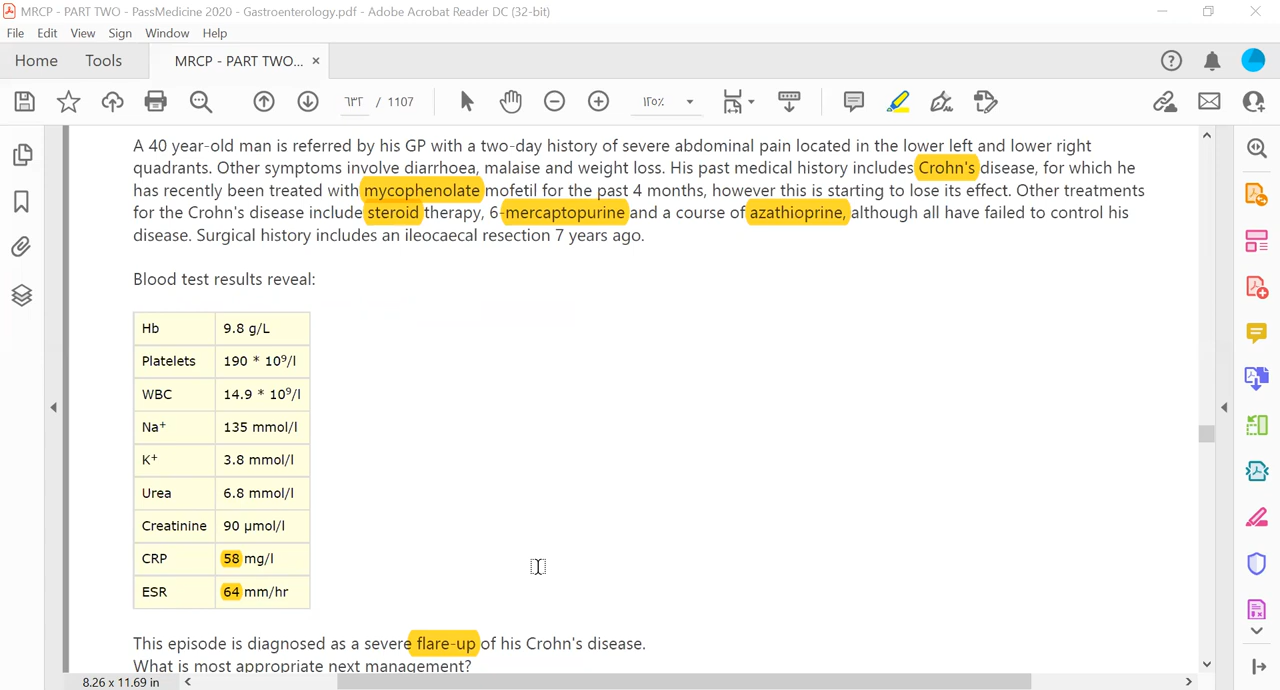 MRCP - PART TWO - PassMedicine 2020 - Gastroenterology.pdf - Adobe Acrobat Reader DC (32-bit)
File Edit View Sign Window Help
Home Tools MRCP - PART TWO... ×
٦٣٢ / 1107 ١٢٥%
A 40 year-old man is referred by his GP with a two-day history of severe abdominal pain located in the lower left and lower right
quadrants. Other symptoms involve diarrhoea, malaise and weight loss. His past medical history includes Crohn's disease, for which he
has recently been treated with mycophenolate mofetil for the past 4 months, however this is starting to lose its effect. Other treatments
for the Crohn's disease include steroid therapy, 6-mercaptopurine and a course of azathioprine, although all have failed to control his
disease. Surgical history includes an ileocaecal resection 7 years ago.
Blood test results reveal:
Hb 9.8 g/L
Platelets 190 * 10⁹/l
WBC 14.9 * 10⁹/l
Na⁺ 135 mmol/l
K⁺ 3.8 mmol/l
Urea 6.8 mmol/l
Creatinine 90 µmol/l
CRP 58 mg/l
ESR 64 mm/hr
This episode is diagnosed as a severe flare-up of his Crohn's disease.
What is most appropriate next management?
8.26 x 11.69 in